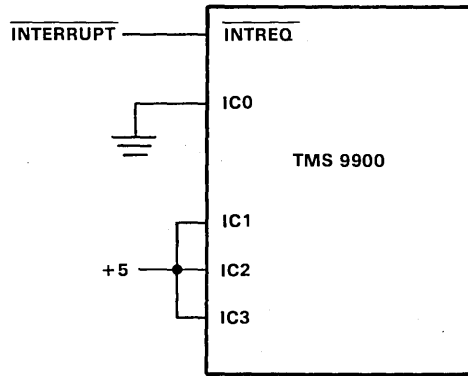 INTERRUPT
INTREQ
IC0
TMS 9900
IC1
+5
IC2
IC3